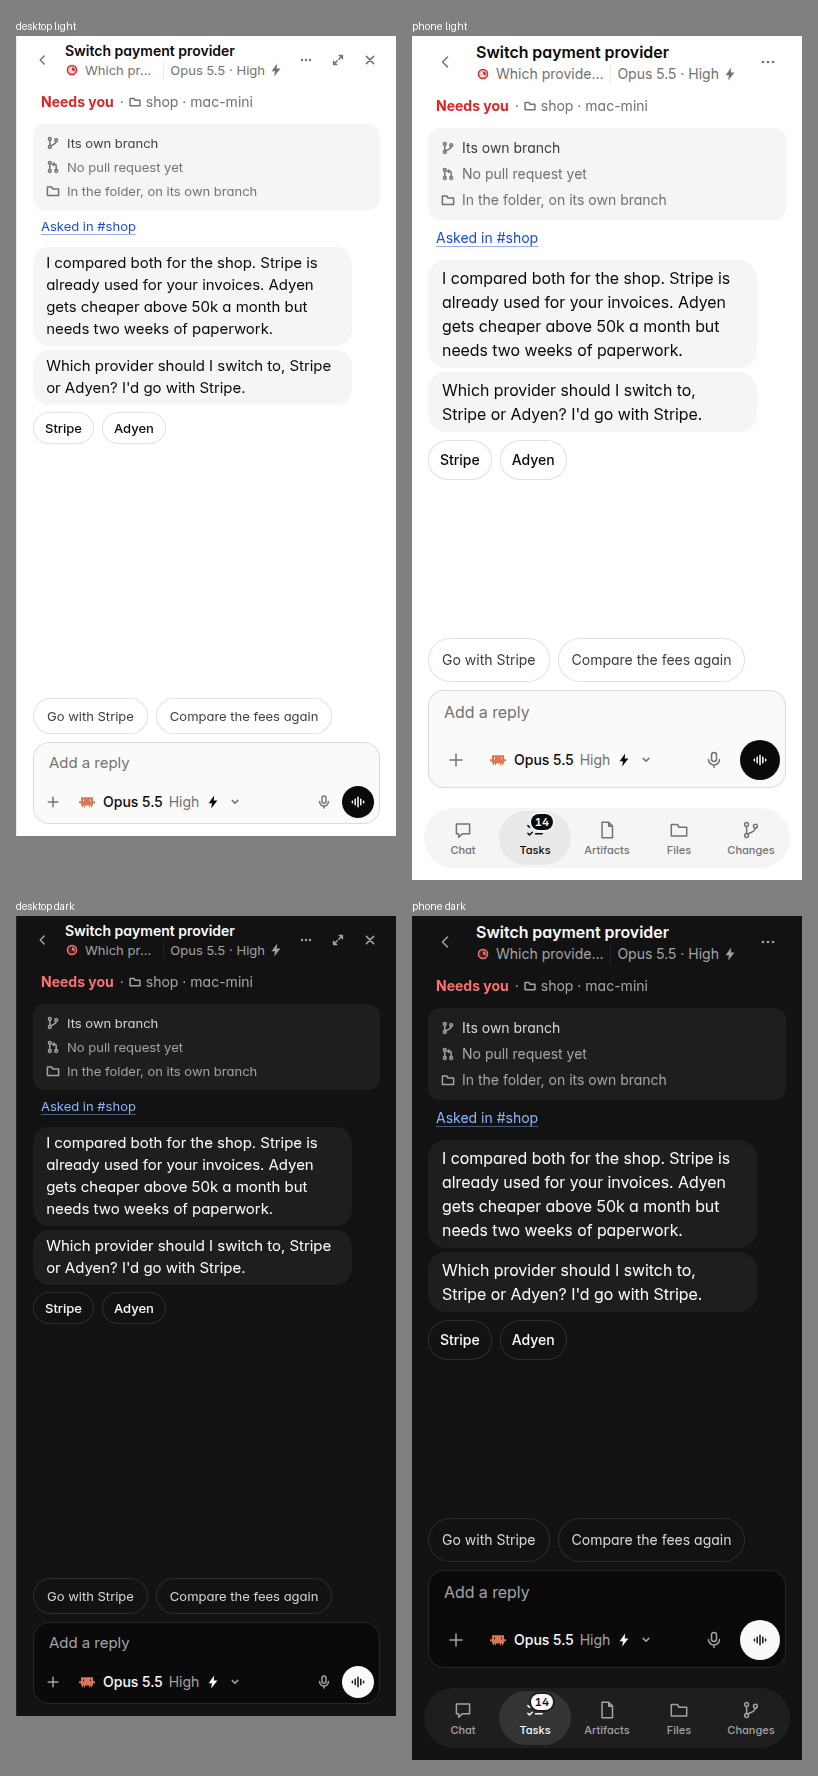 desktop light
Switch payment provider
Which pr... Opus 5.5 · High
Needs you · shop · mac-mini
Its own branch
No pull request yet
In the folder, on its own branch
Asked in #shop
I compared both for the shop. Stripe is
already used for your invoices. Adyen
gets cheaper above 50k a month but
needs two weeks of paperwork.
Which provider should I switch to, Stripe
or Adyen? I'd go with Stripe.
Stripe Adyen
Go with Stripe Compare the fees again
Add a reply
Opus 5.5 High
phone light
Switch payment provider
Which provide... Opus 5.5 · High
Needs you · shop · mac-mini
Its own branch
No pull request yet
In the folder, on its own branch
Asked in #shop
I compared both for the shop. Stripe is
already used for your invoices. Adyen
gets cheaper above 50k a month but
needs two weeks of paperwork.
Which provider should I switch to,
Stripe or Adyen? I'd go with Stripe.
Stripe Adyen
Go with Stripe Compare the fees again
Add a reply
Opus 5.5 High
14
Chat Tasks Artifacts Files Changes
desktop dark
Switch payment provider
Which pr... Opus 5.5 · High
Needs you · shop · mac-mini
Its own branch
No pull request yet
In the folder, on its own branch
Asked in #shop
I compared both for the shop. Stripe is
already used for your invoices. Adyen
gets cheaper above 50k a month but
needs two weeks of paperwork.
Which provider should I switch to, Stripe
or Adyen? I'd go with Stripe.
Stripe Adyen
Go with Stripe Compare the fees again
Add a reply
Opus 5.5 High
phone dark
Switch payment provider
Which provide... Opus 5.5 · High
Needs you · shop · mac-mini
Its own branch
No pull request yet
In the folder, on its own branch
Asked in #shop
I compared both for the shop. Stripe is
already used for your invoices. Adyen
gets cheaper above 50k a month but
needs two weeks of paperwork.
Which provider should I switch to,
Stripe or Adyen? I'd go with Stripe.
Stripe Adyen
Go with Stripe Compare the fees again
Add a reply
Opus 5.5 High
14
Chat Tasks Artifacts Files Changes